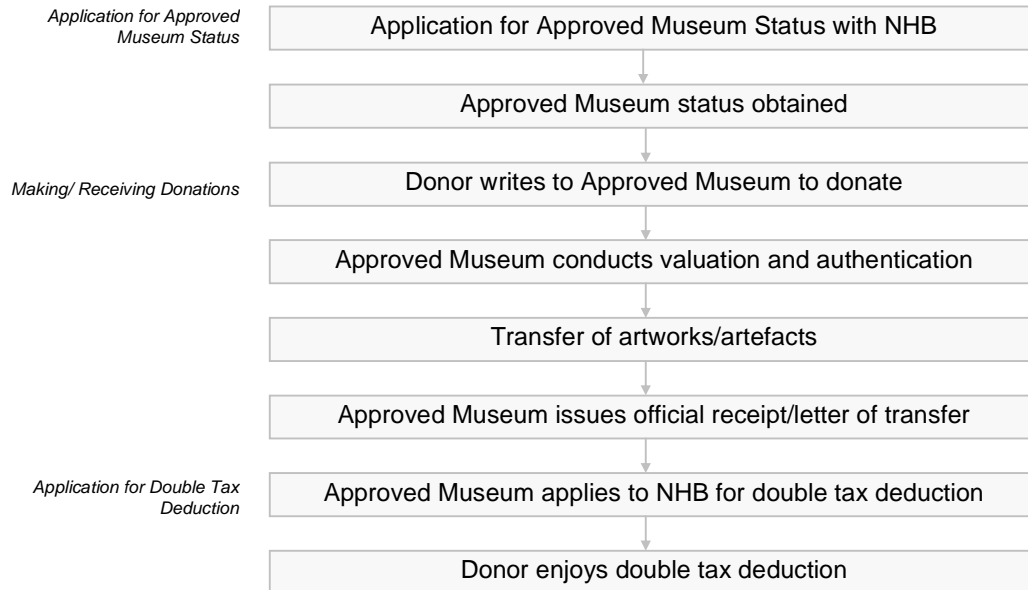 Application for Approved
Museum Status
Application for Approved Museum Status with NHB
Approved Museum status obtained
Making/ Receiving Donations
Donor writes to Approved Museum to donate
Approved Museum conducts valuation and authentication
Transfer of artworks/artefacts
Approved Museum issues official receipt/letter of transfer
Application for Double Tax
Deduction
Approved Museum applies to NHB for double tax deduction
Donor enjoys double tax deduction